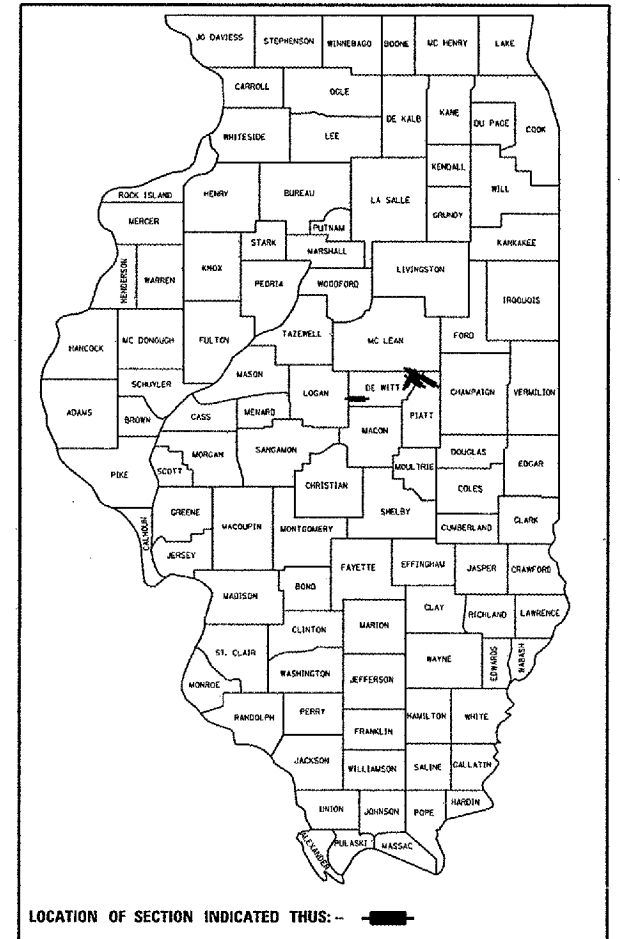 JO DAVIESS STEPHENSON WINNEBAGO BOONE MC HENRY LAKE
CARROLL OGLE
DE KALB KANE DU PAGE COOK
WHITESIDE LEE
KENDALL
WILL
ROCK ISLAND HENRY BUREAU LA SALLE
MERCER PUTNAM GRUNDY
STARK MARSHALL KANKAKEE
HENDERSON WARREN KNOX PEORIA WOODFORD LIVINGSTON
IROQUOIS
HANCOCK MC DONOUGH FULTON TAZEWELL MC LEAN FORD
MASON
SCHUYLER LOGAN DE WITT CHAMPAIGN VERMILION
ADAMS BROWN CASS MENARD PIATT
MACON
MORGAN SANGAMON DOUGLAS
PIKE SCOTT CHRISTIAN MOULTRIE EDGAR
COLES
GREENE SHELBY
CALHOUN MACOUPIN MONTGOMERY CUMBERLAND CLARK
JERSEY
FAYETTE EFFINGHAM JASPER CRAWFORD
MADISON BOND
CLAY RICHLAND LAWRENCE
CLINTON MARION
ST. CLAIR WAYNE EDWARDS WABASH
WASHINGTON JEFFERSON
MONROE
RANDOLPH PERRY HAMILTON WHITE
FRANKLIN
JACKSON WILLIAMSON SALINE GALLATIN
UNION JOHNSON POPE HARDIN
ALEXANDER PULASKI MASSAC
LOCATION OF SECTION INDICATED THUS: --